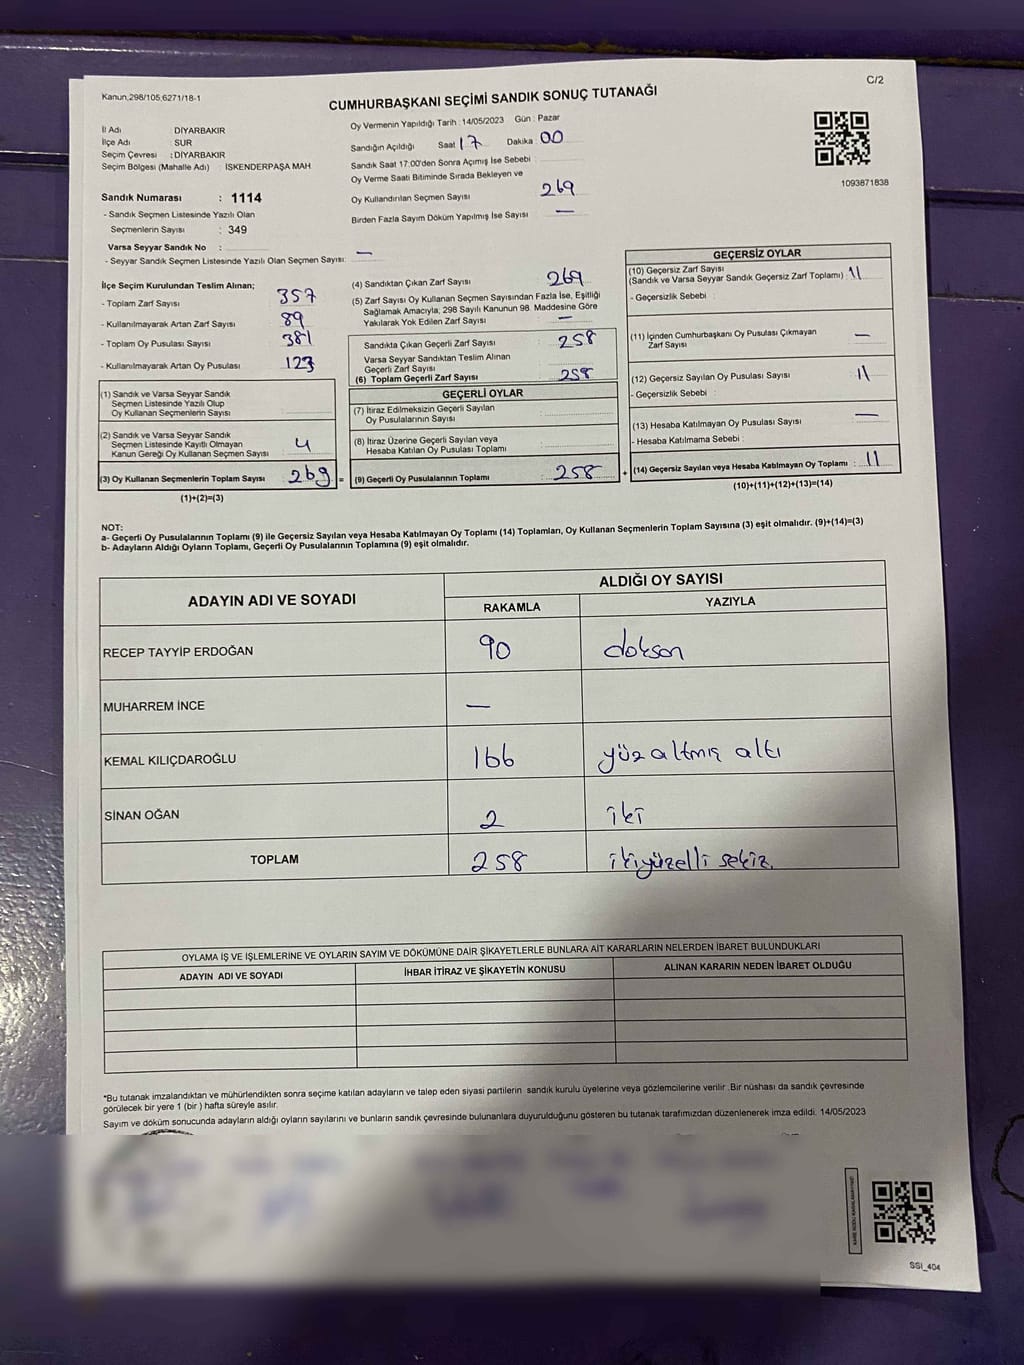 C/2
Kanun,298/105,6271/18-1
CUMHURBAŞKANI SEÇİMİ SANDIK SONUÇ TUTANAĞI
İl Adı : DİYARBAKIR
İlçe Adı : SUR
Seçim Çevresi : DİYARBAKIR
Seçim Bölgesi (Mahalle Adı) : İSKENDERPAŞA MAH.
Sandık Numarası : 1114
- Sandık Seçmen Listesinde Yazılı Olan
Seçmenlerin Sayısı : 349
Varsa Seyyar Sandık No :
- Seyyar Sandık Seçmen Listesinde Yazılı Olan Seçmen Sayısı: —
Oy Vermenin Yapıldığı Tarih : 14/05/2023 Gün : Pazar
Sandığın Açıldığı Saat 17 Dakika 00
Sandık Saat 17:00'den Sonra Açımış İse Sebebi :
Oy Verme Saati Bitiminde Sırada Bekleyen ve
Oy Kullandırılan Seçmen Sayısı 269
Birden Fazla Sayım Döküm Yapılmış İse Sayısı —
1093871838
İlçe Seçim Kurulundan Teslim Alınan;
- Toplam Zarf Sayısı : 357
- Kullanılmayarak Artan Zarf Sayısı : 89
- Toplam Oy Pusulası Sayısı : 381
- Kullanılmayarak Artan Oy Pusulası : 123
(1) Sandık ve Varsa Seyyar Sandık
Seçmen Listesinde Yazılı Olup
Oy Kullanan Seçmenlerin Sayısı :
(2) Sandık ve Varsa Seyyar Sandık
Seçmen Listesinde Kayıtlı Olmayan
Kanun Gereği Oy Kullanan Seçmen Sayısı : 4
(3) Oy Kullanan Seçmenlerin Toplam Sayısı : 269 =
(1)+(2)=(3)
(4) Sandıktan Çıkan Zarf Sayısı : 269
(5) Zarf Sayısı Oy Kullanan Seçmen Sayısından Fazla İse, Eşitliği
Sağlamak Amacıyla; 298 Sayılı Kanunun 98. Maddesine Göre
Yakılarak Yok Edilen Zarf Sayısı : —
Sandıkta Çıkan Geçerli Zarf Sayısı : 258
Varsa Seyyar Sandıktan Teslim Alınan
Geçerli Zarf Sayısı :
(6) Toplam Geçerli Zarf Sayısı : 258
GEÇERLİ OYLAR
(7) İtiraz Edilmeksizin Geçerli Sayılan
Oy Pusulalarının Sayısı :
(8) İtiraz Üzerine Geçerli Sayılan veya
Hesaba Katılan Oy Pusulası Toplamı :
(9) Geçerli Oy Pusulalarının Toplamı : 258 +
GEÇERSİZ OYLAR
(10) Geçersiz Zarf Sayısı
(Sandık ve Varsa Seyyar Sandık Geçersiz Zarf Toplamı) : 11
- Geçersizlik Sebebi :
(11) İçinden Cumhurbaşkanı Oy Pusulası Çıkmayan
Zarf Sayısı : —
(12) Geçersiz Sayılan Oy Pusulası Sayısı : 11
- Geçersizlik Sebebi :
(13) Hesaba Katılmayan Oy Pusulası Sayısı : —
- Hesaba Katılmama Sebebi :
(14) Geçersiz Sayılan veya Hesaba Katılmayan Oy Toplamı : 11
(10)+(11)+(12)+(13)=(14)
NOT:
a- Geçerli Oy Pusulalarının Toplamı (9) ile Geçersiz Sayılan veya Hesaba Katılmayan Oy Toplamı (14) Toplamları, Oy Kullanan Seçmenlerin Toplam Sayısına (3) eşit olmalıdır. (9)+(14)=(3)
b- Adayların Aldığı Oyların Toplamı, Geçerli Oy Pusulalarının Toplamına (9) eşit olmalıdır.
ADAYIN ADI VE SOYADI ALDIĞI OY SAYISI
RAKAMLA YAZIYLA
RECEP TAYYİP ERDOĞAN 90 doksan
MUHARREM İNCE —
KEMAL KILIÇDAROĞLU 166 yüz altmış altı
SİNAN OĞAN 2 iki
TOPLAM 258 ikiyüzelli sekiz.
OYLAMA İŞ VE İŞLEMLERİNE VE OYLARIN SAYIM VE DÖKÜMÜNE DAİR ŞİKAYETLERLE BUNLARA AİT KARARLARIN NELERDEN İBARET BULUNDUKLARI
ADAYIN ADI VE SOYADI İHBAR İTİRAZ VE ŞİKAYETİN KONUSU ALINAN KARARIN NEDEN İBARET OLDUĞU
*Bu tutanak imzalandıktan ve mühürlendikten sonra seçime katılan adayların ve talep eden siyasi partilerin sandık kurulu üyelerine veya gözlemcilerine verilir .Bir nüshası da sandık çevresinde
görülecek bir yere 1 (bir ) hafta süreyle asılır.
Sayım ve döküm sonucunda adayların aldığı oyların sayılarını ve bunların sandık çevresinde bulunanlara duyurulduğunu gösteren bu tutanak tarafımızdan düzenlenerek imza edildi. 14/05/2023
SSI_404